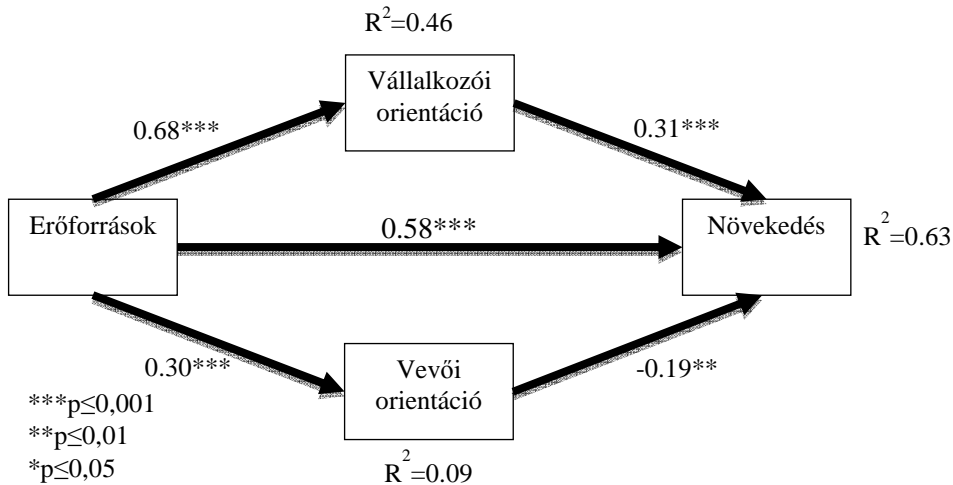 R²=0.46
Vállalkozói
orientáció
0.68***
0.31***
Erőforrások
0.58***
Növekedés
R²=0.63
0.30***
Vevői
orientáció
-0.19**
***p≤0,001
**p≤0,01
*p≤0,05
R²=0.09